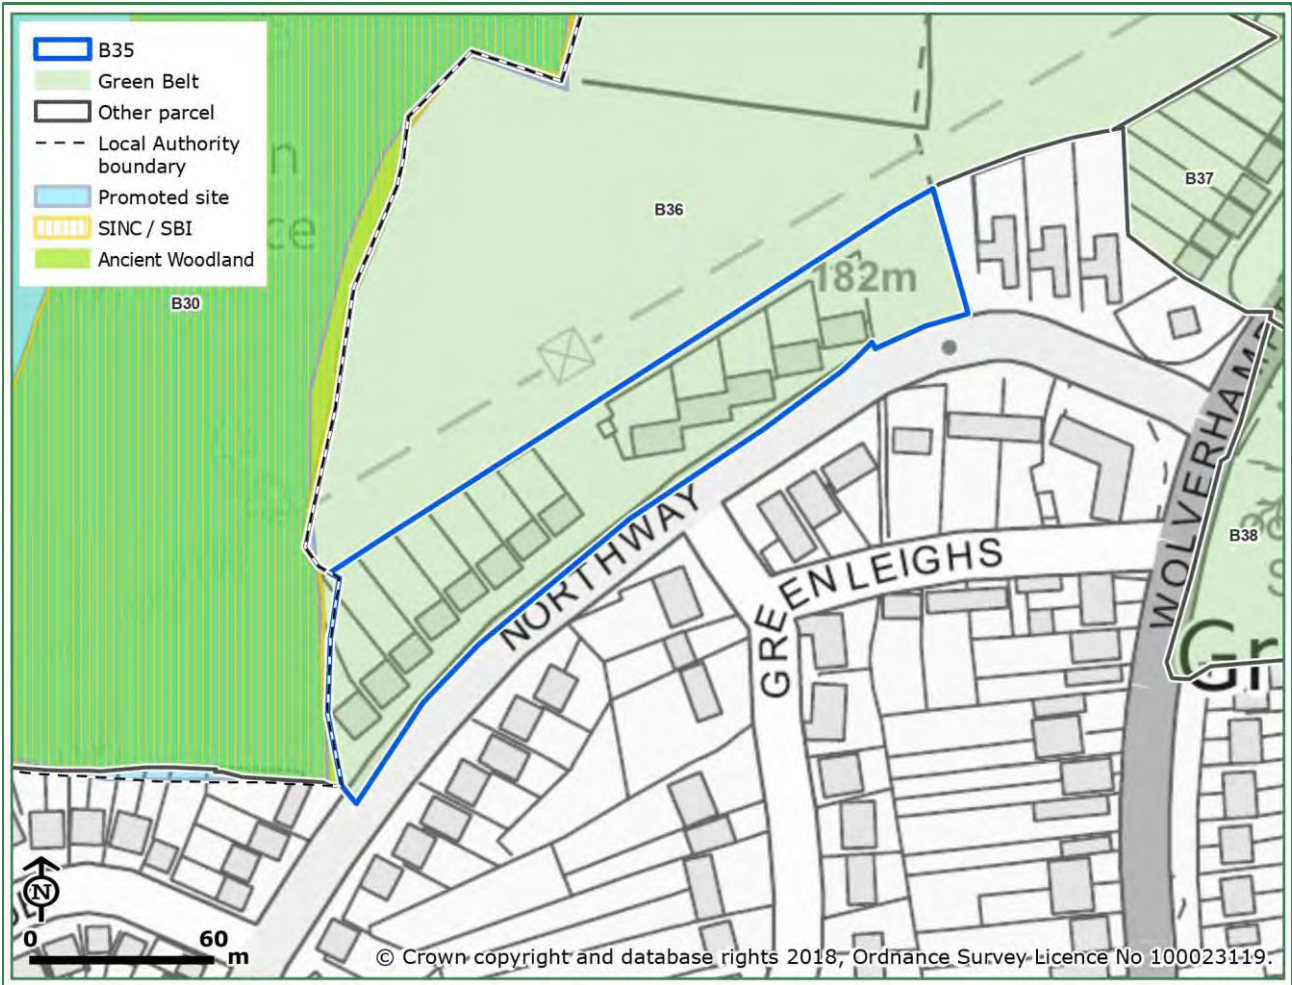 B35
Green Belt
Other parcel
Local Authority
boundary
Promoted site
SINC / SBI
Ancient Woodland
B30
B36
B37
182m
B38
NORTHWAY
GREENLEIGHS
Gr
N
0 60
m
© Crown copyright and database rights 2018, Ordnance Survey Licence No 100023119.